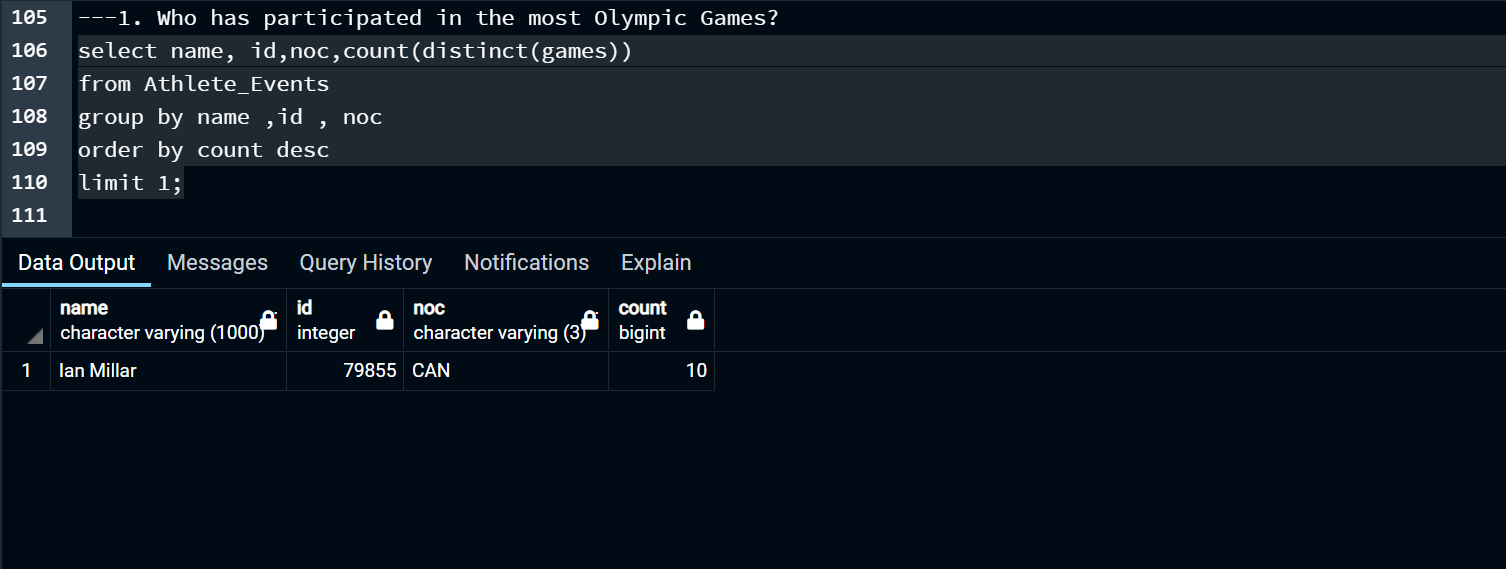 105 ---1. Who has participated in the most Olympic Games?
106 select name, id,noc,count(distinct(games))
107 from Athlete_Events
108 group by name ,id , noc
109 order by count desc
110 limit 1;
111
Data Output Messages Query History Notifications Explain
name id noc count
character varying (1000) integer character varying (3) bigint
1 Ian Millar 79855 CAN 10